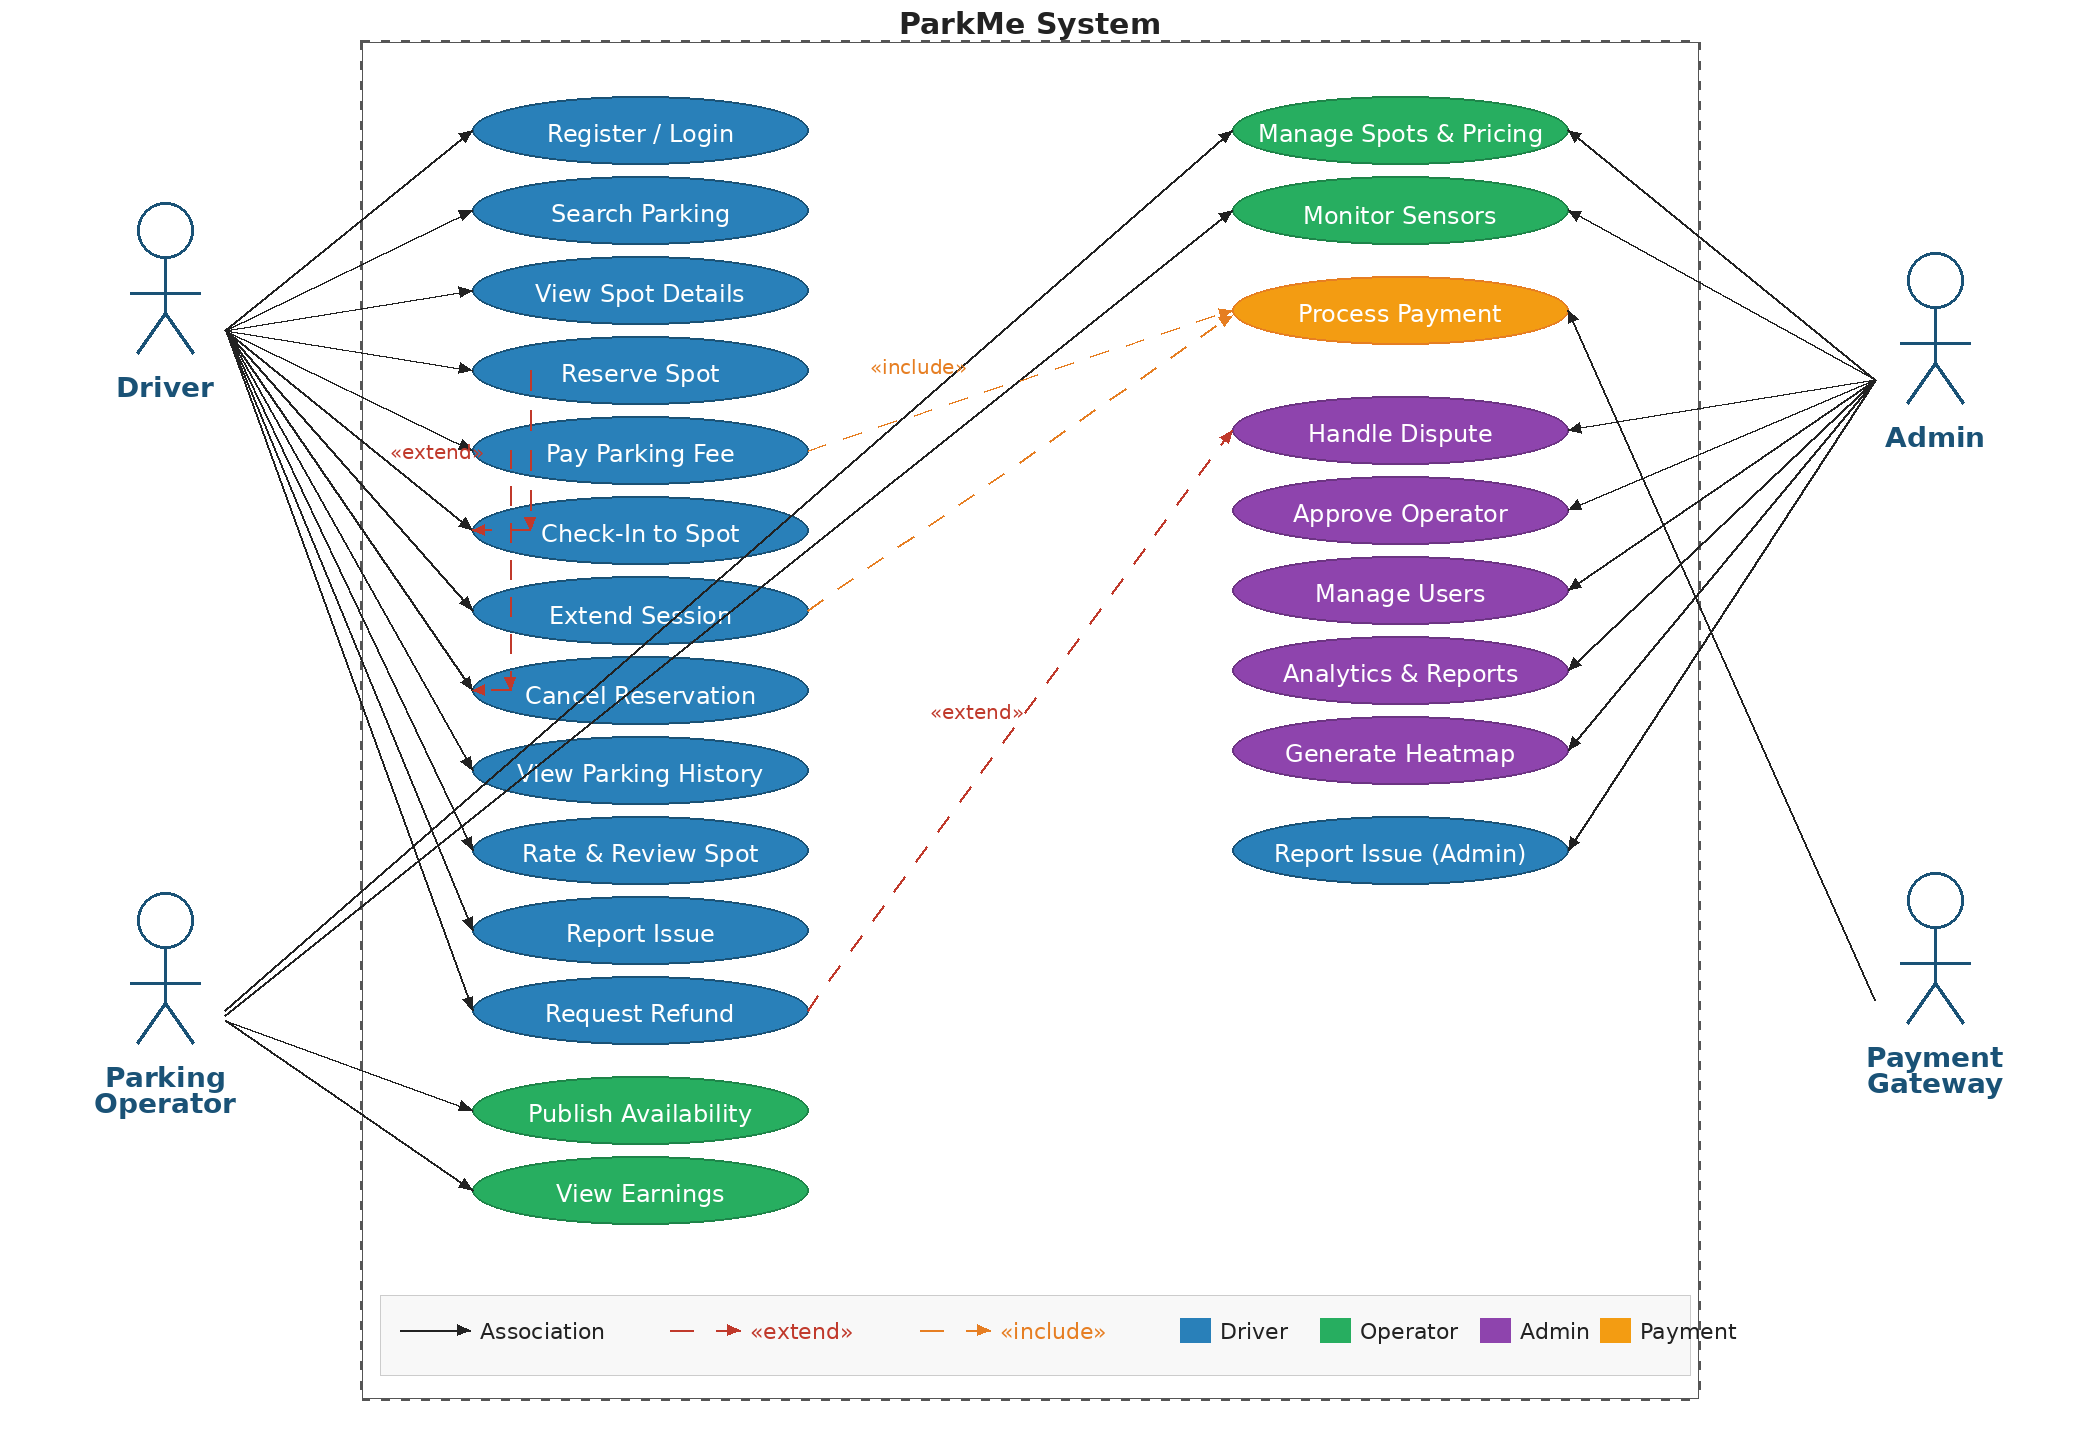 ParkMe System
Register / Login
Search Parking
View Spot Details
Reserve Spot
Pay Parking Fee
Check-In to Spot
Extend Session
Cancel Reservation
View Parking History
Rate & Review Spot
Report Issue
Request Refund
Publish Availability
View Earnings
Manage Spots & Pricing
Monitor Sensors
Process Payment
Handle Dispute
Approve Operator
Manage Users
Analytics & Reports
Generate Heatmap
Report Issue (Admin)
Driver
Parking
Operator
Admin
Payment
Gateway
«extend»
«include»
«extend»
Association
«extend»
«include»
Driver
Operator
Admin
Payment